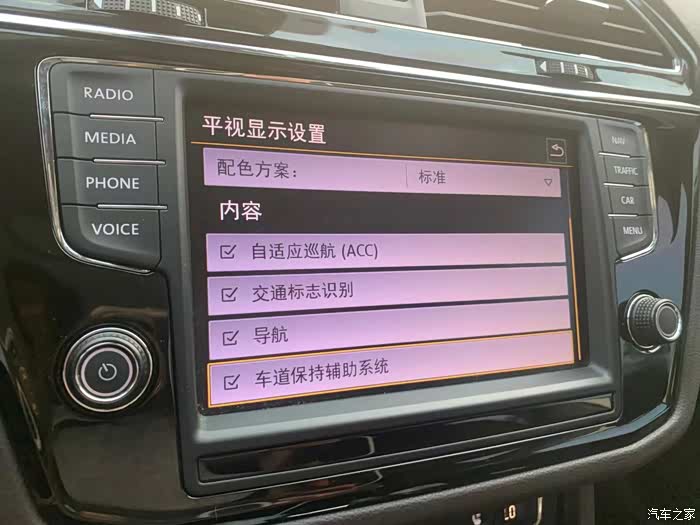 RADIO
MEDIA
PHONE
VOICE
平视显示设置
配色方案: 标准
内容
自适应巡航 (ACC)
交通标志识别
导航
车道保持辅助系统
NAV
TRAFFIC
CAR
MENU
汽车之家